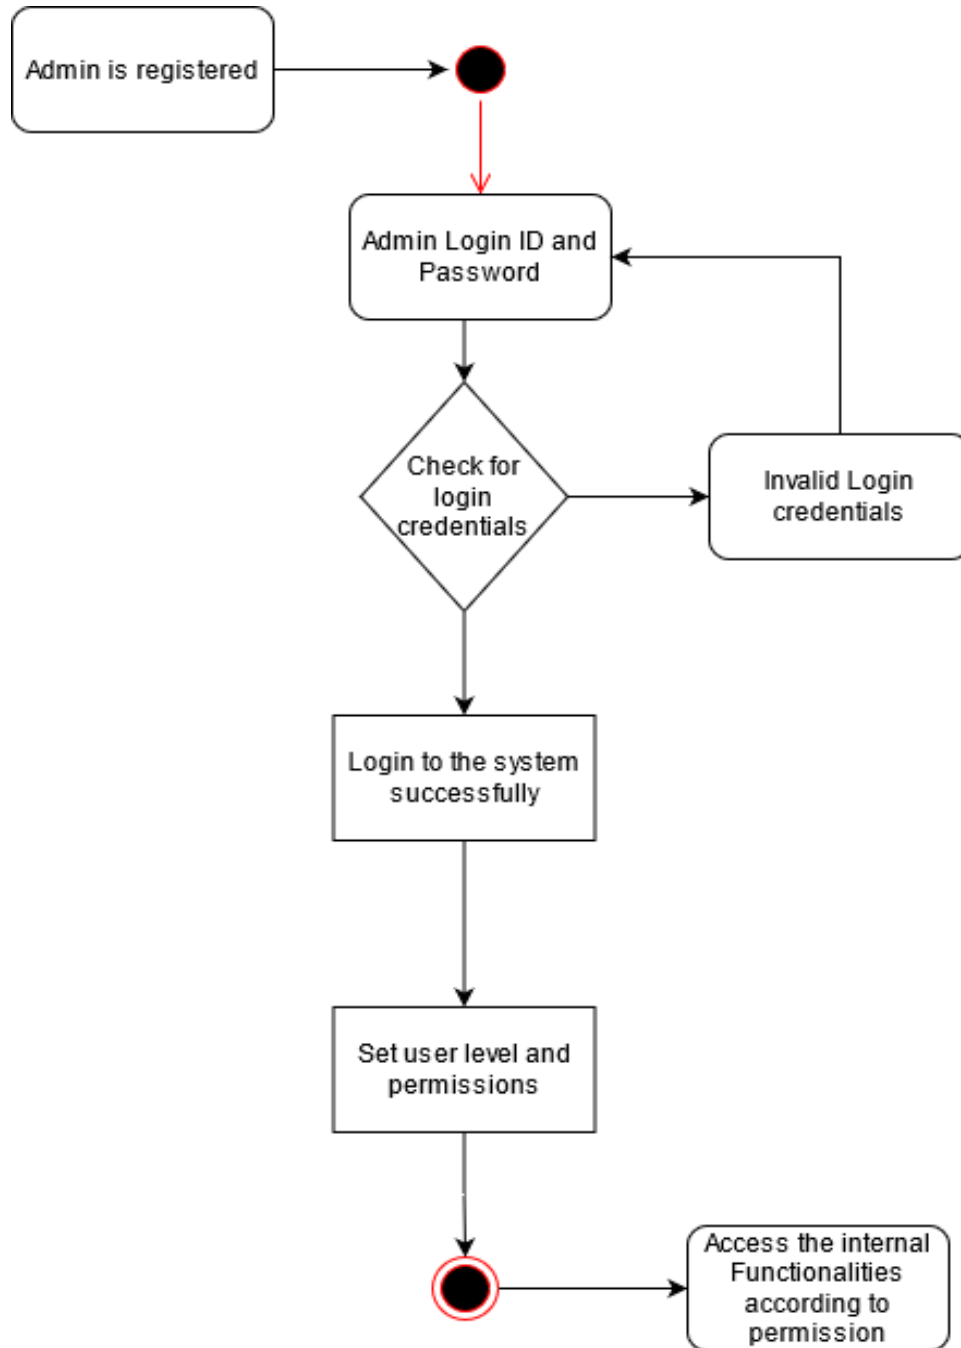 Admin is registered
Admin Login ID and
Password
Check for
login
credentials
Invalid Login
credentials
Login to the system
successfully
Set user level and
permissions
Access the internal
Functionalities
according to
permission